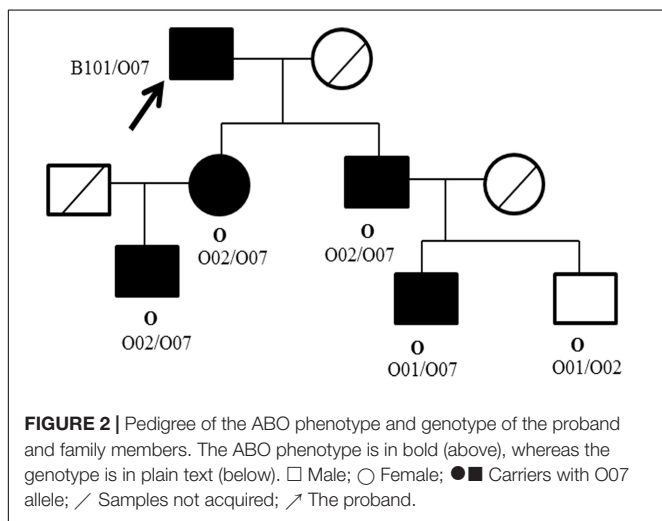 B101/O07
O
O02/O07
O
O02/O07
O
O02/O07
O
O01/O07
O
O01/O02
FIGURE 2 | Pedigree of the ABO phenotype and genotype of the proband
and family members. The ABO phenotype is in bold (above), whereas the
genotype is in plain text (below). □ Male; ○ Female; ●■ Carriers with O07
allele; ∕ Samples not acquired; ↗ The proband.